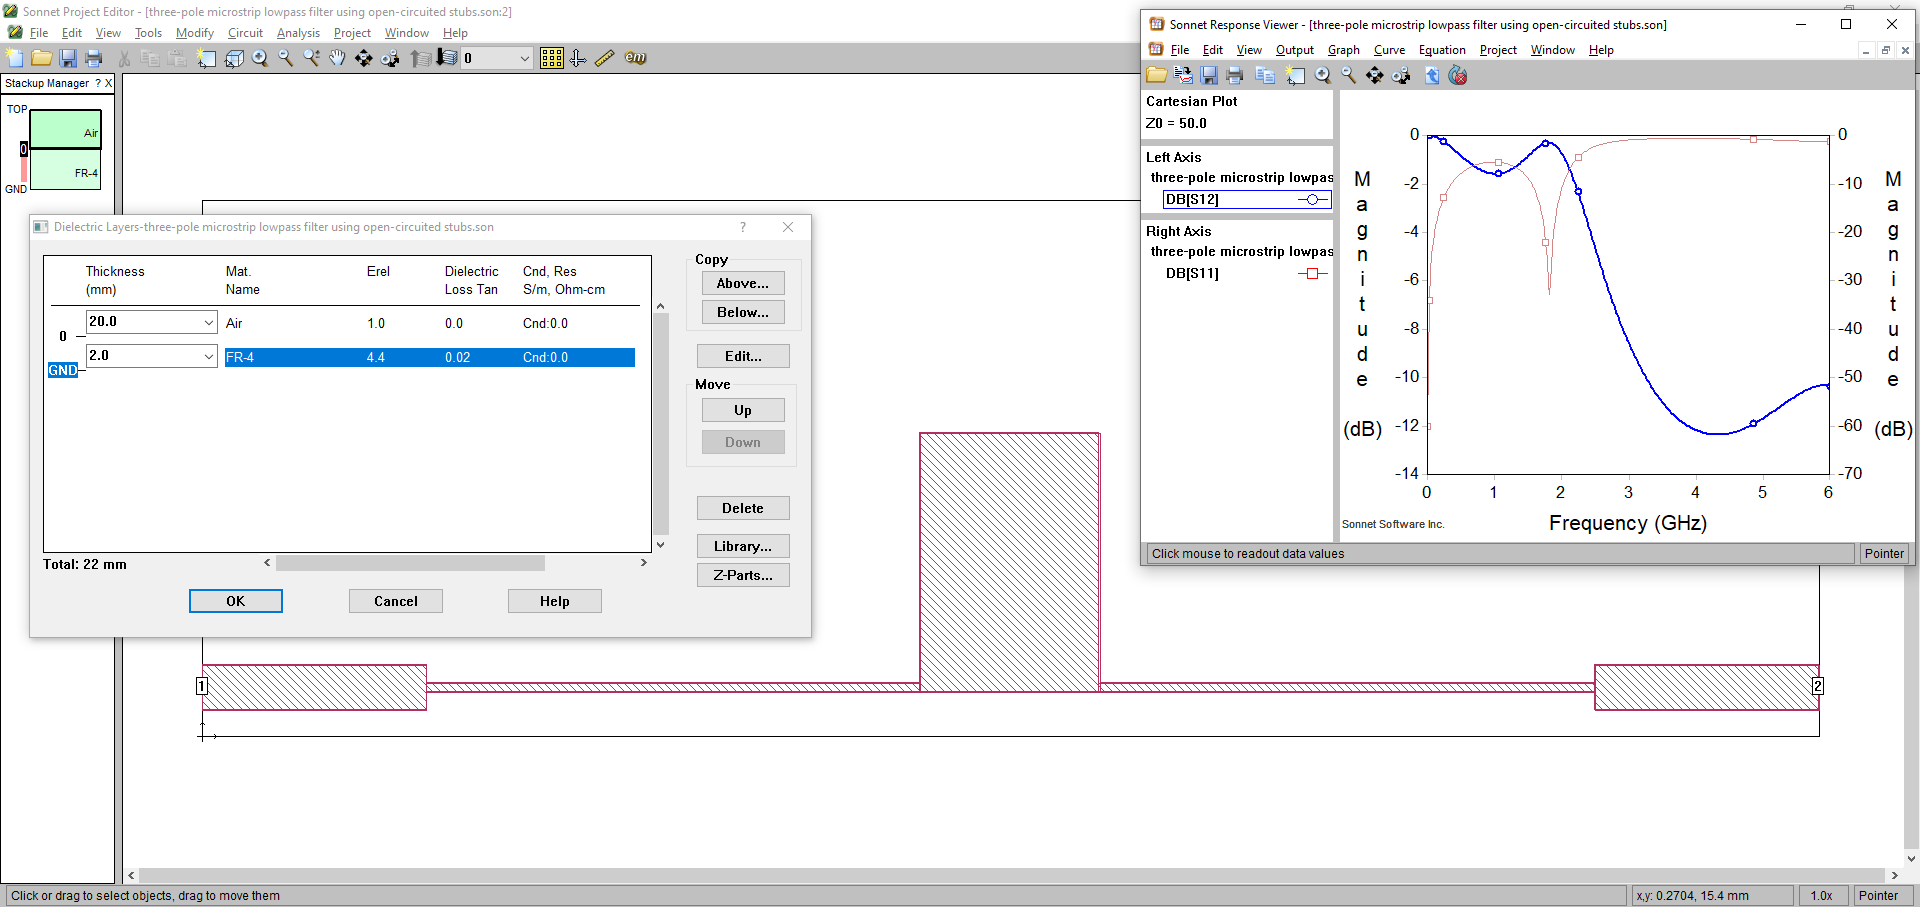 Sonnet Project Editor - [three-pole microstrip lowpass filter using open-circuited stubs.son:2]
File Edit View Tools Modify Circuit Analysis Project Window Help
0
em
Stackup Manager ? X
TOP
Air
0
FR-4
GND
Dielectric Layers-three-pole microstrip lowpass filter using open-circuited stubs.son
?
Thickness (mm)
Mat. Name
Erel
Dielectric Loss Tan
Cnd, Res S/m, Ohm-cm
20.0 Air 1.0 0.0 Cnd:0.0
0
2.0 FR-4 4.4 0.02 Cnd:0.0
GND
Total: 22 mm
Copy
Above...
Below...
Edit...
Move
Up
Down
Delete
Library...
Z-Parts...
OK Cancel Help
1
2
Sonnet Response Viewer - [three-pole microstrip lowpass filter using open-circuited stubs.son]
File Edit View Output Graph Curve Equation Project Window Help
Cartesian Plot
Z0 = 50.0
Left Axis
three-pole microstrip lowpas
DB[S12]
Right Axis
three-pole microstrip lowpas
DB[S11]
Magnitude (dB)
0
-2
-4
-6
-8
-10
-12
-14
0 1 2 3 4 5 6
0
-10
-20
-30
-40
-50
-60
-70
Magnitude (dB)
Sonnet Software Inc.
Frequency (GHz)
Click mouse to readout data values
Pointer
Click or drag to select objects, drag to move them
x,y: 0.2704, 15.4 mm
1.0x
Pointer